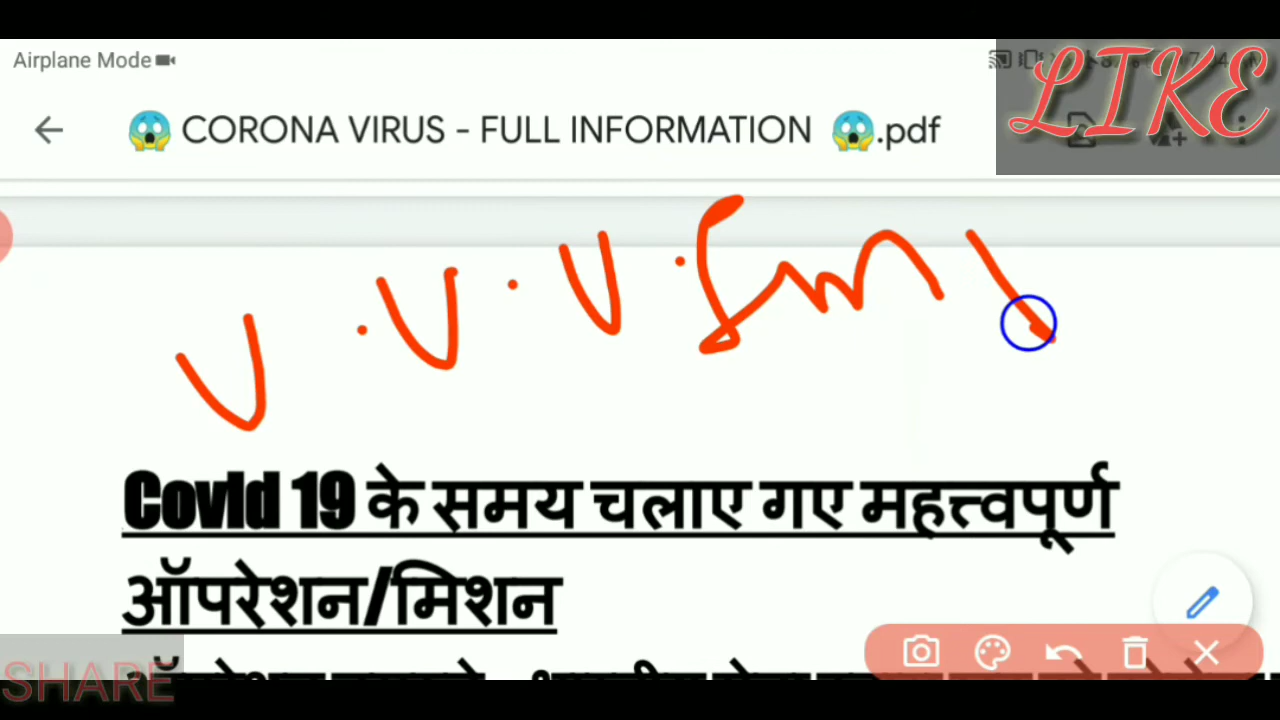 Airplane Mode
LIKE
😱 CORONA VIRUS - FULL INFORMATION 😱.pdf
V.V.V.
CovId 19 के समय चलाए गए महत्त्वपूर्ण
ऑपरेशन/मिशन
SHARE